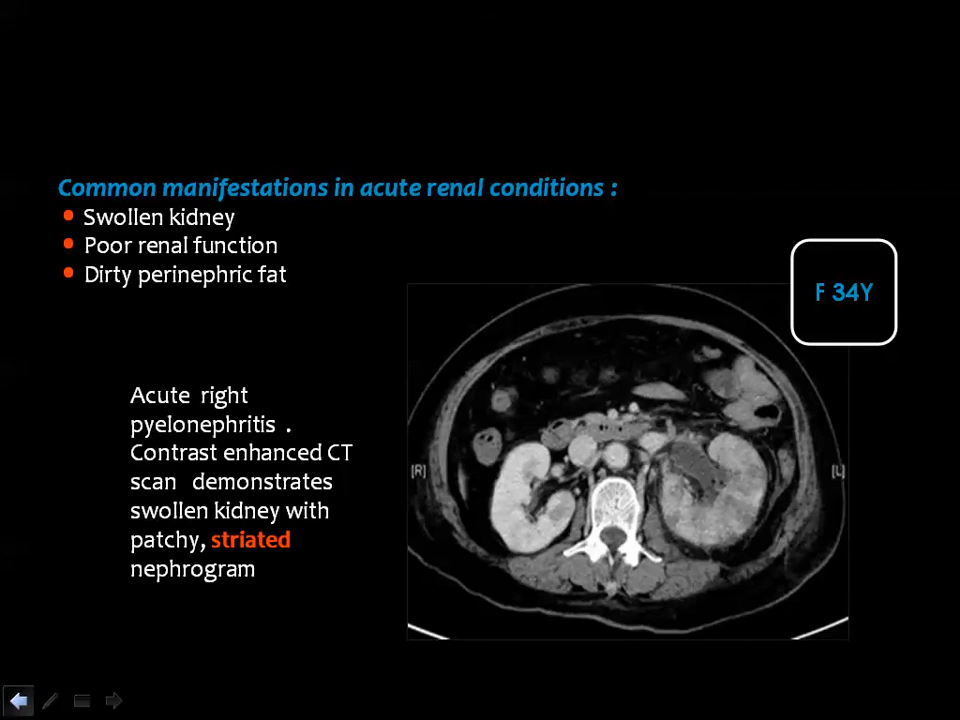 Common manifestations in acute renal conditions :
• Swollen kidney
• Poor renal function
• Dirty perinephric fat
F 34Y
Acute right
pyelonephritis .
Contrast enhanced CT
scan demonstrates
swollen kidney with
patchy, striated
nephrogram
[R]
[L]